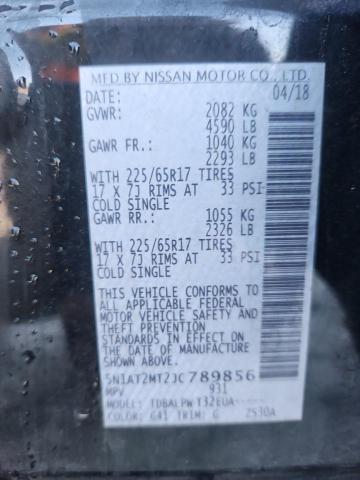 MFD BY NISSAN MOTOR CO., LTD.
DATE: 04/18
GVWR: 2082 KG
4590 LB
GAWR FR.: 1040 KG
2293 LB
WITH 225/65R17 TIRES
17 X 7J RIMS AT 33 PSI
COLD SINGLE
GAWR RR.: 1055 KG
2326 LB
WITH 225/65R17 TIRES
17 X 7J RIMS AT 33 PSI
COLD SINGLE
THIS VEHICLE CONFORMS TO
ALL APPLICABLE FEDERAL
MOTOR VEHICLE SAFETY AND
THEFT PREVENTION
STANDARDS IN EFFECT ON
THE DATE OF MANUFACTURE
SHOWN ABOVE.
5N1AT2MT2JC789856
MPV 931
MODEL: TDBALPWT32EUA-----
COLOR: G41 TRIM: G 2530A